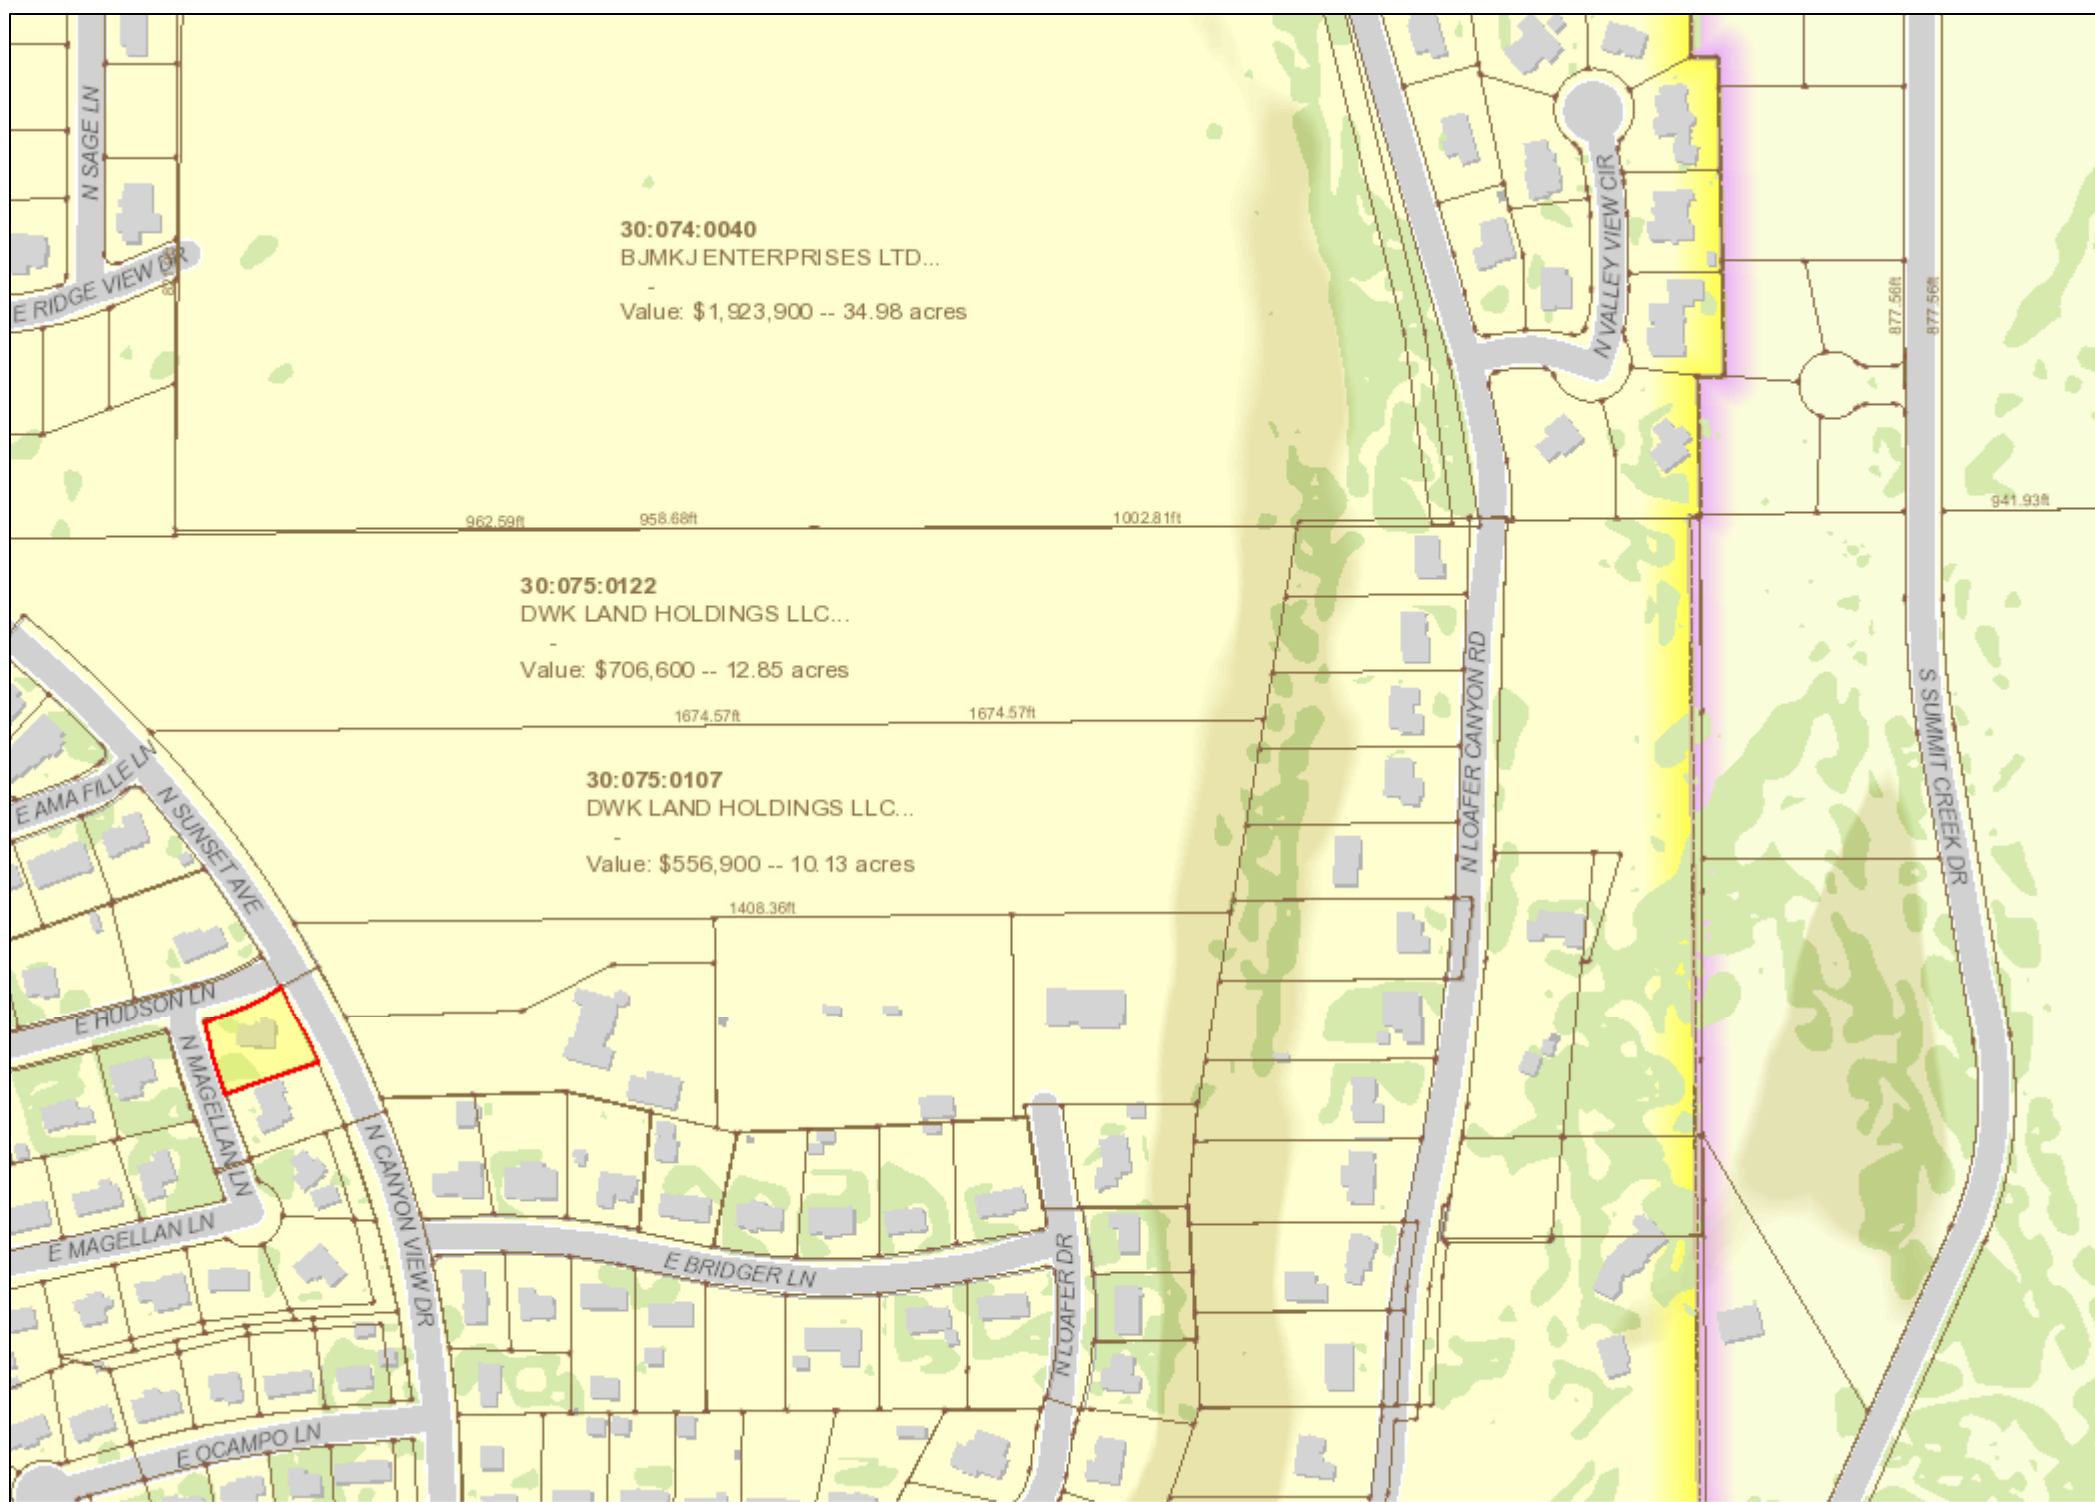 N SAGE LN
E RIDGE VIEW DR
30:074:0040
BJMKJ ENTERPRISES LTD...
-
Value: $1,923,900 -- 34.98 acres
N VALLEY VIEW CIR
877.56ft
877.56ft
962.59ft
958.68ft
1002.81ft
941.93ft
30:075:0122
DWK LAND HOLDINGS LLC...
-
Value: $706,600 -- 12.85 acres
1674.57ft
1674.57ft
N LOAFER CANYON RD
S SUMMIT CREEK DR
E AMA FILLE LN
N SUNSET AVE
30:075:0107
DWK LAND HOLDINGS LLC...
-
Value: $556,900 -- 10.13 acres
1408.36ft
E HUDSON LN
N MAGELLAN LN
N CANYON VIEW DR
E MAGELLAN LN
E BRIDGER LN
N LOAFER DR
E OCAMPO LN